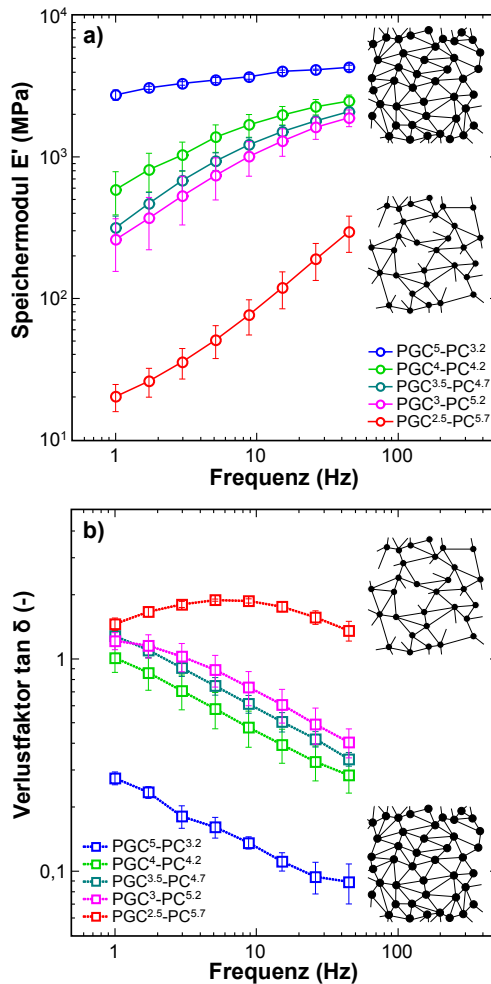 a)
10⁴
10³
10²
10¹
Speichermodul E' (MPa)
PGC⁵-PC³·²
PGC⁴-PC⁴·²
PGC³·⁵-PC⁴·⁷
PGC³-PC⁵·²
PGC²·⁵-PC⁵·⁷
1 10 100
Frequenz (Hz)
b)
1
0,1
Verlustfaktor tan δ (-)
PGC⁵-PC³·²
PGC⁴-PC⁴·²
PGC³·⁵-PC⁴·⁷
PGC³-PC⁵·²
PGC²·⁵-PC⁵·⁷
1 10 100
Frequenz (Hz)